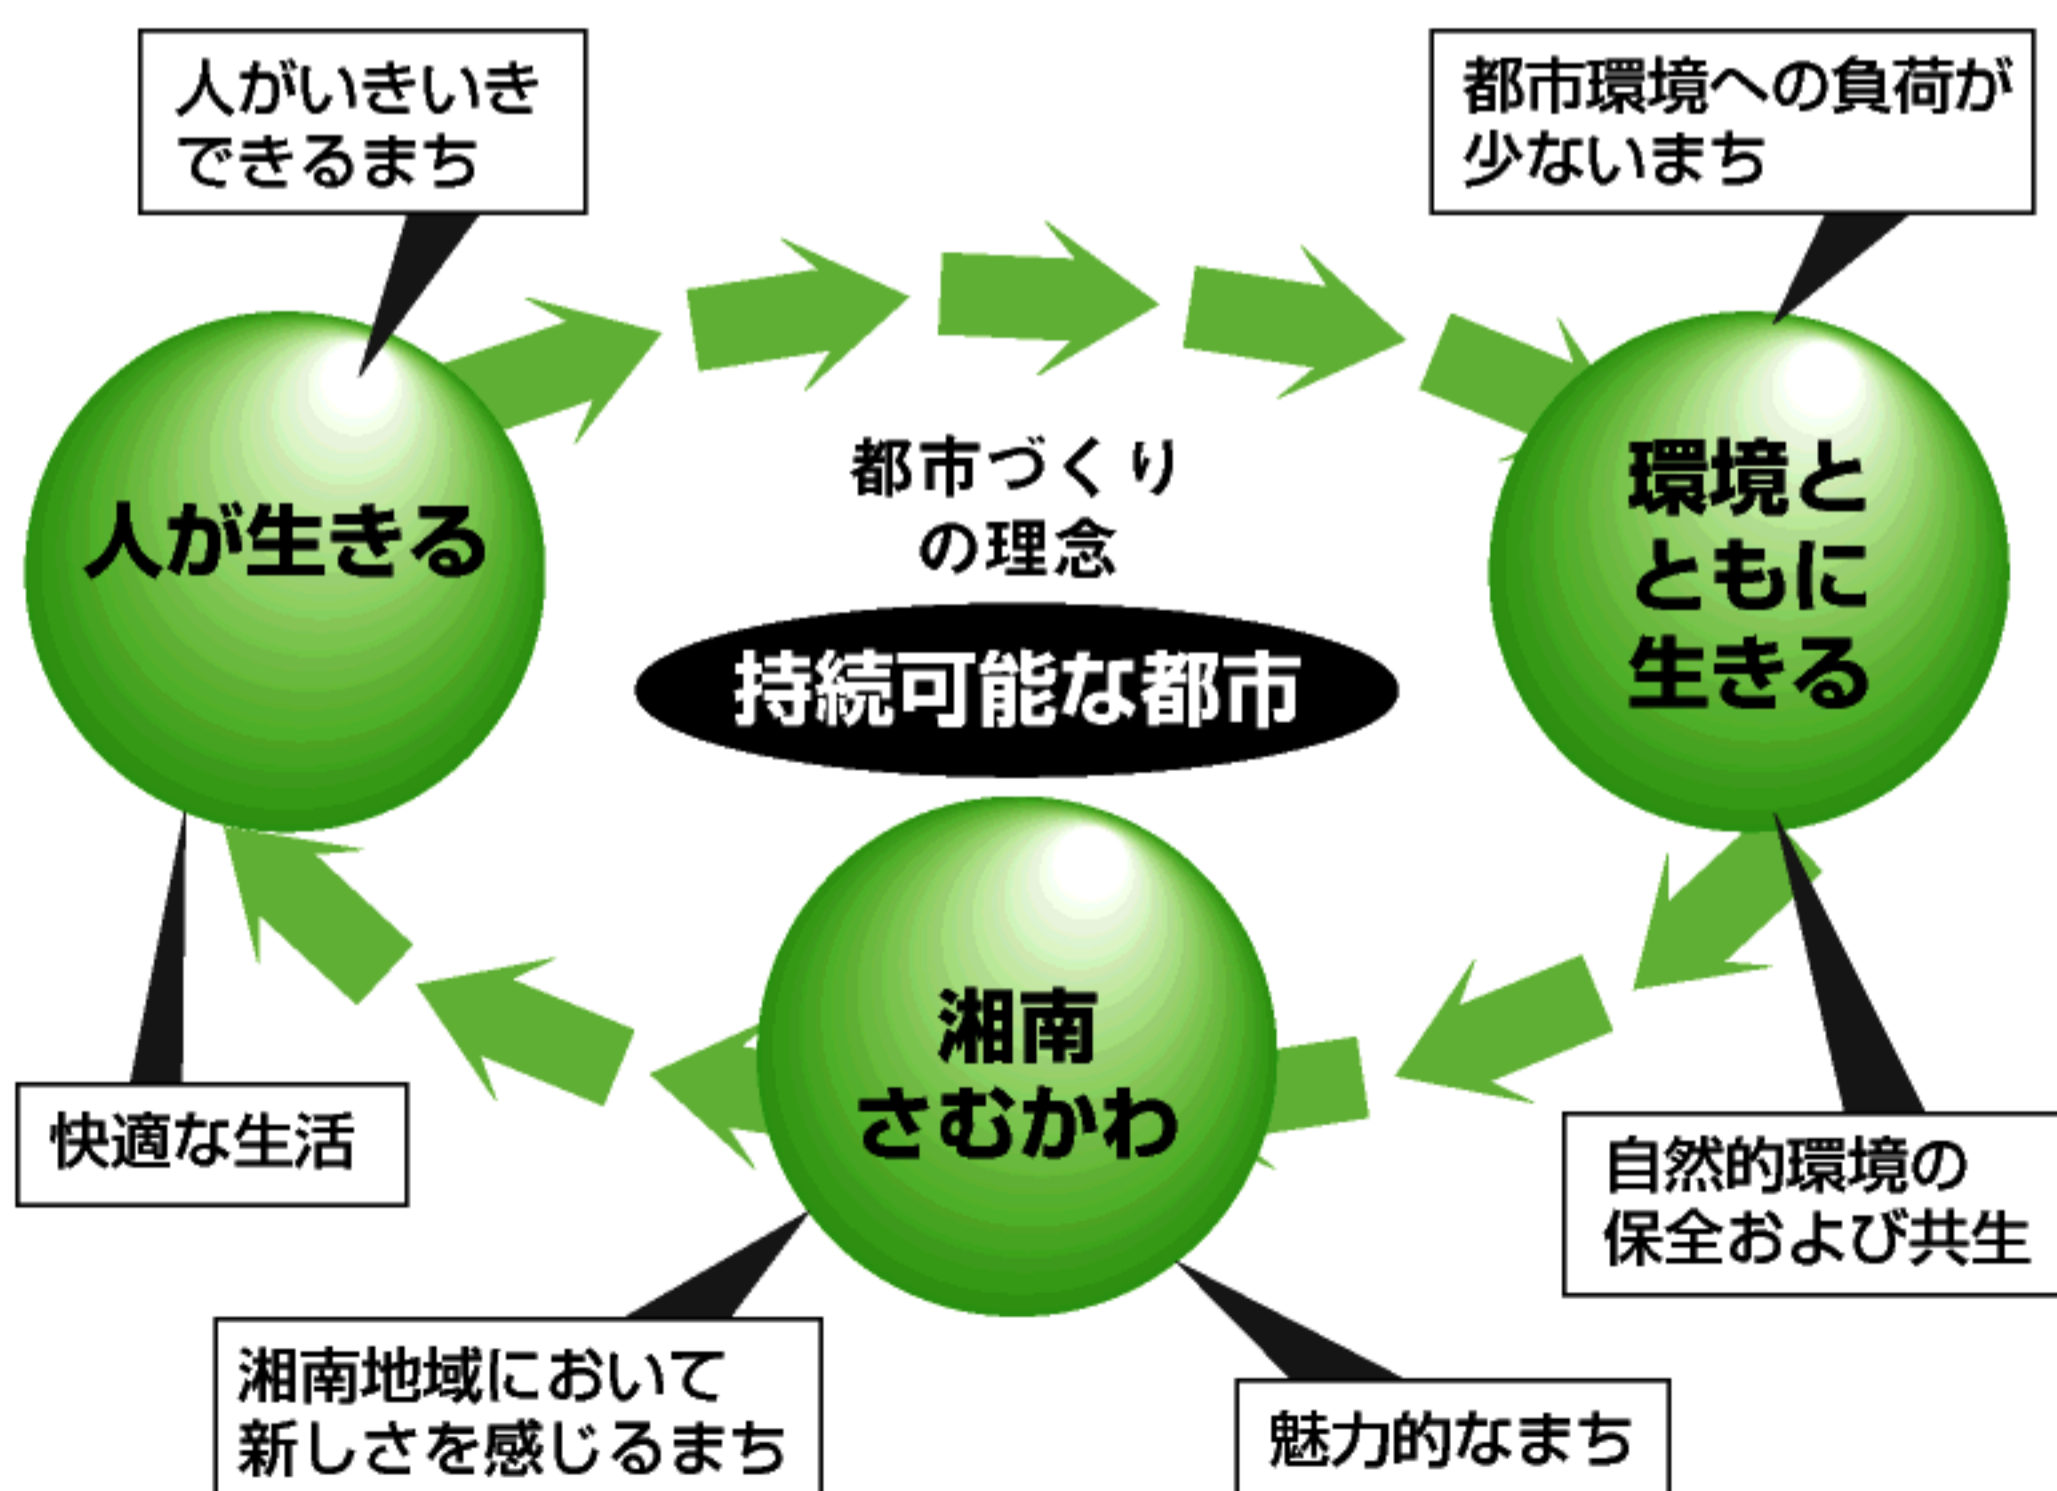 人がいきいき
できるまち
都市環境への負荷が
少ないまち
都市づくり
の理念
人が生きる
環境と
ともに
生きる
持続可能な都市
湘南
さむかわ
快適な生活
自然的環境の
保全および共生
湘南地域において
新しさを感じるまち
魅力的なまち